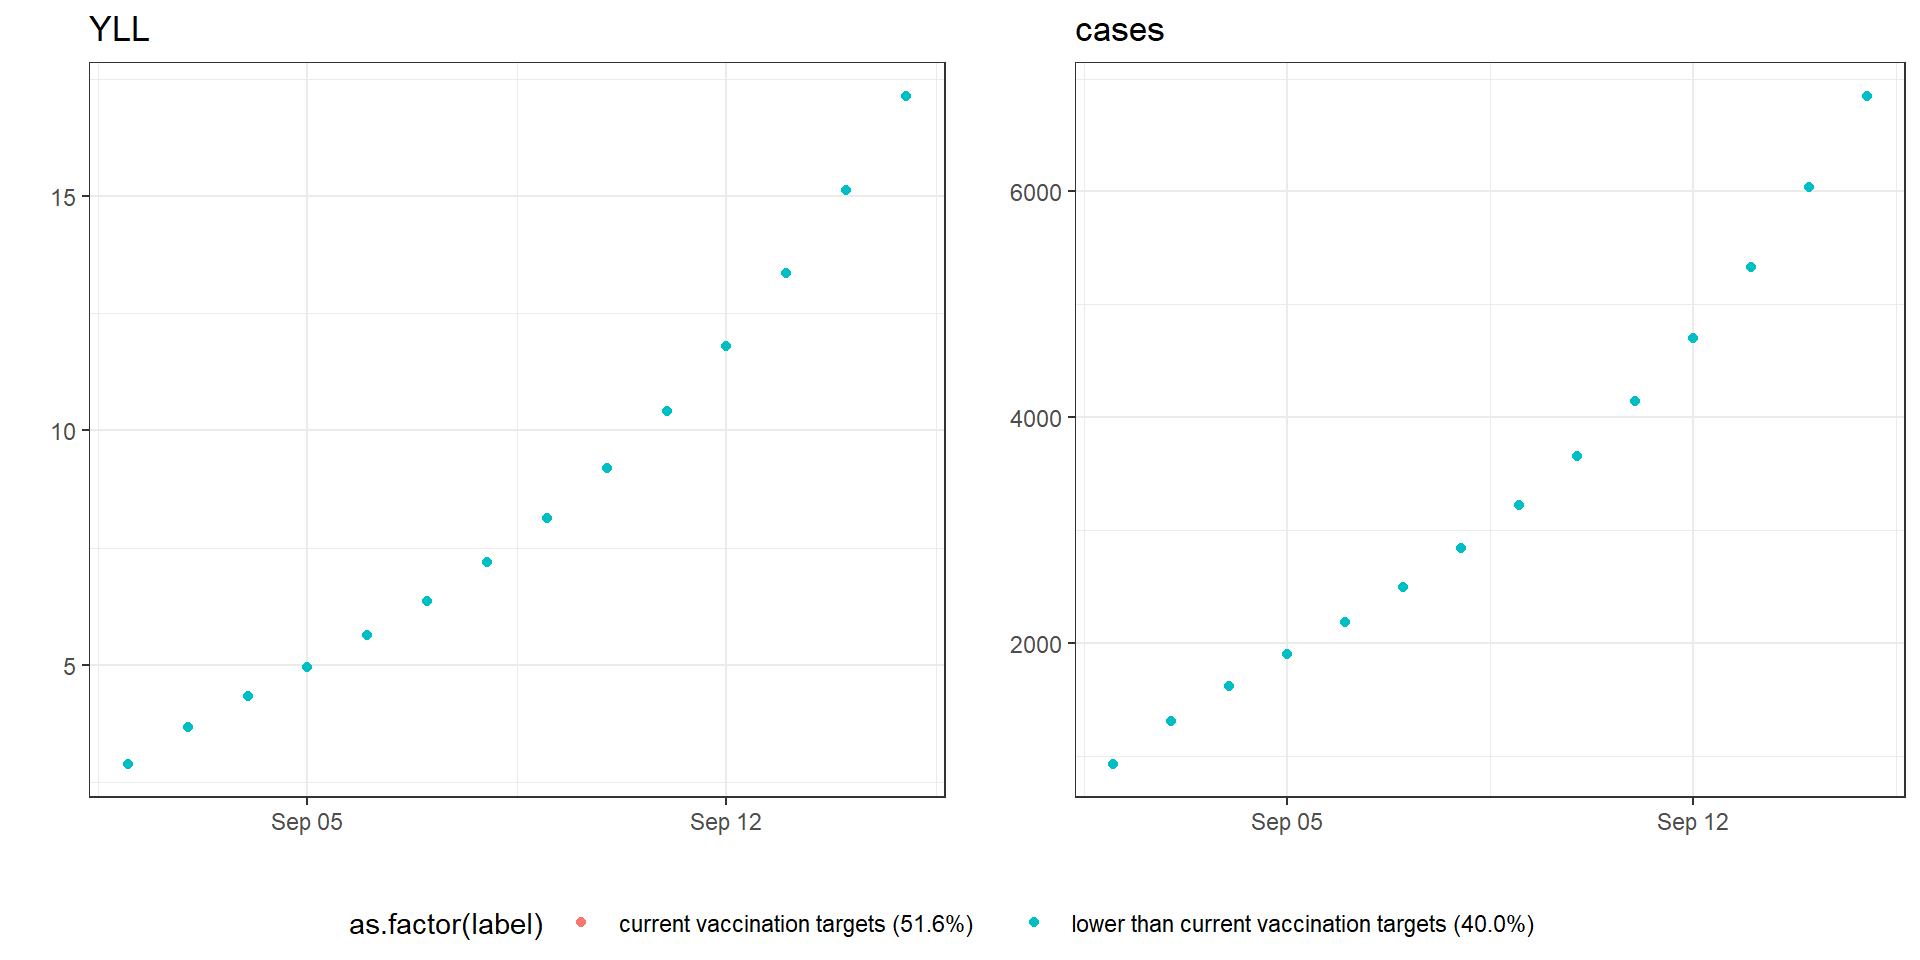 YLL
cases
15
10
5
6000
4000
2000
Sep 05
Sep 12
Sep 05
Sep 12
as.factor(label)
current vaccination targets (51.6%)
lower than current vaccination targets (40.0%)